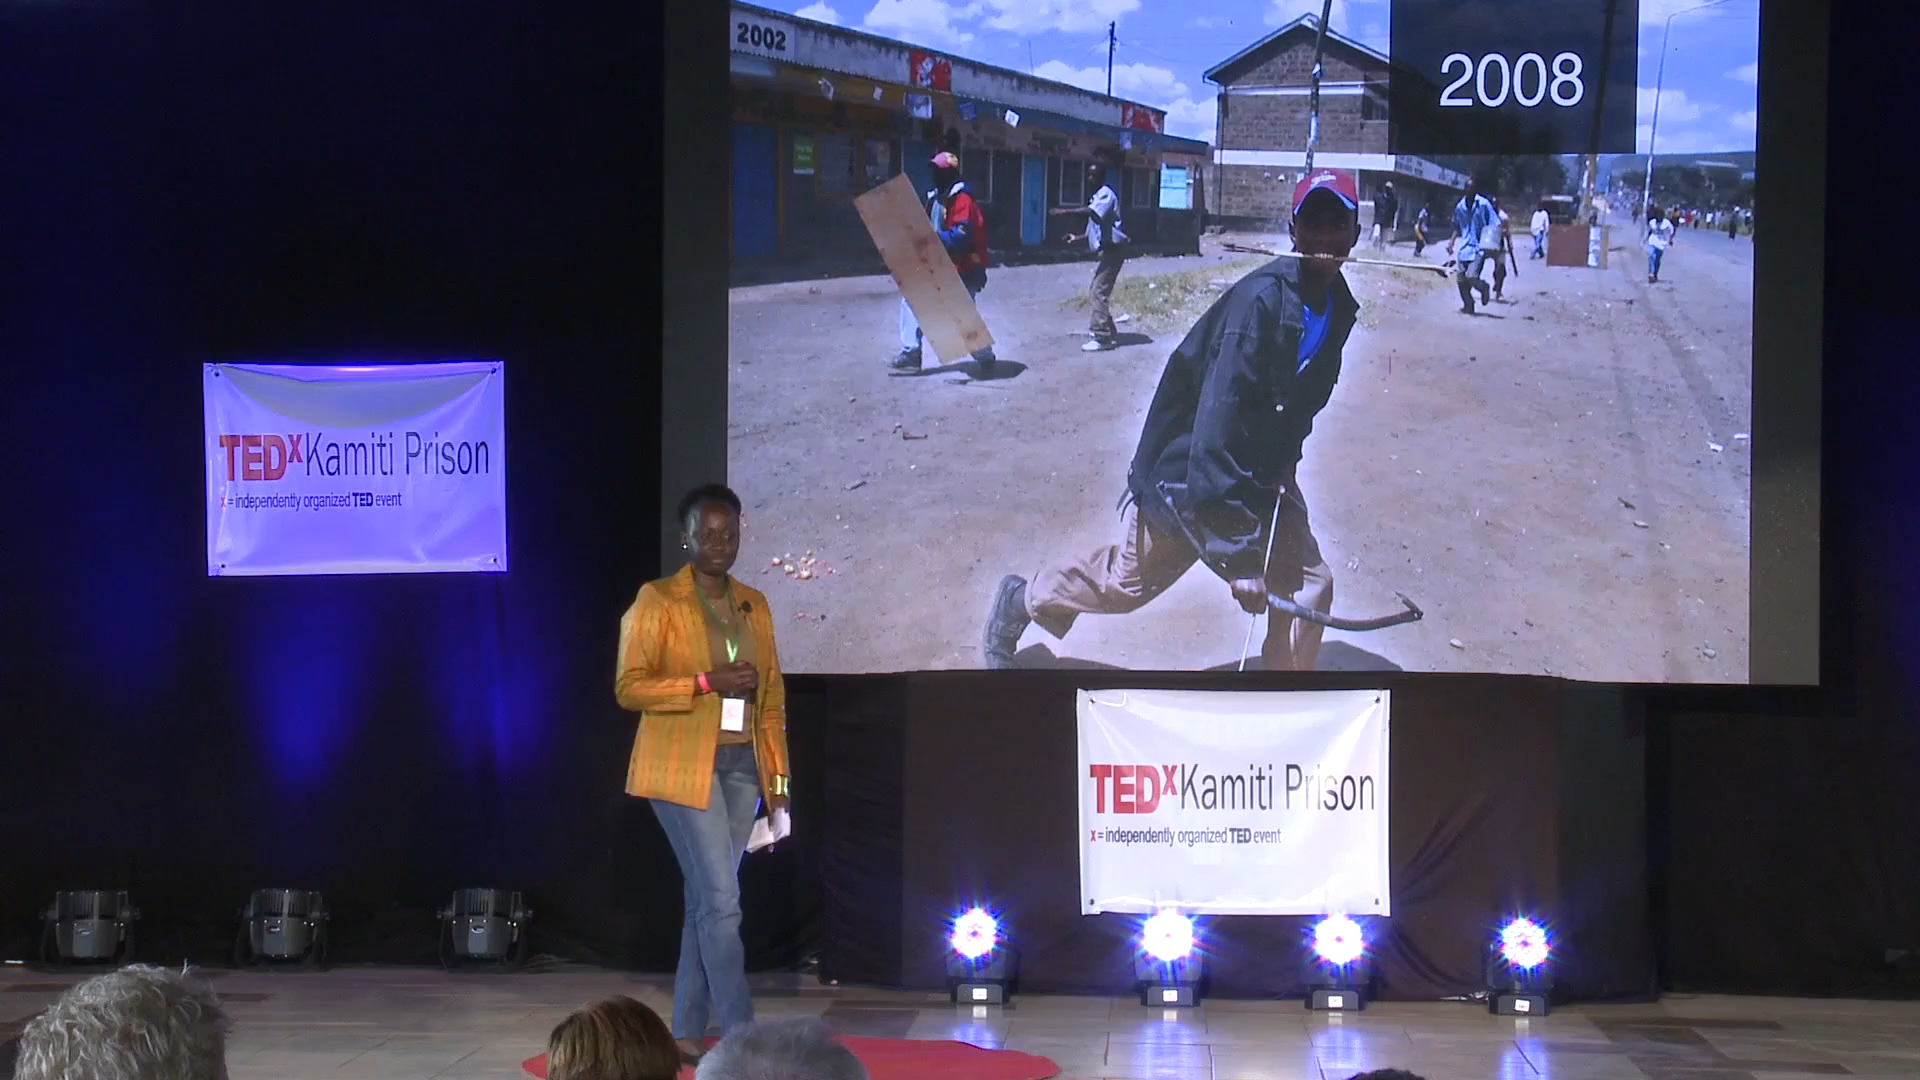 2002
2008
TEDxKamiti Prison
x = independently organized TED event
TEDxKamiti Prison
x = independently organized TED event